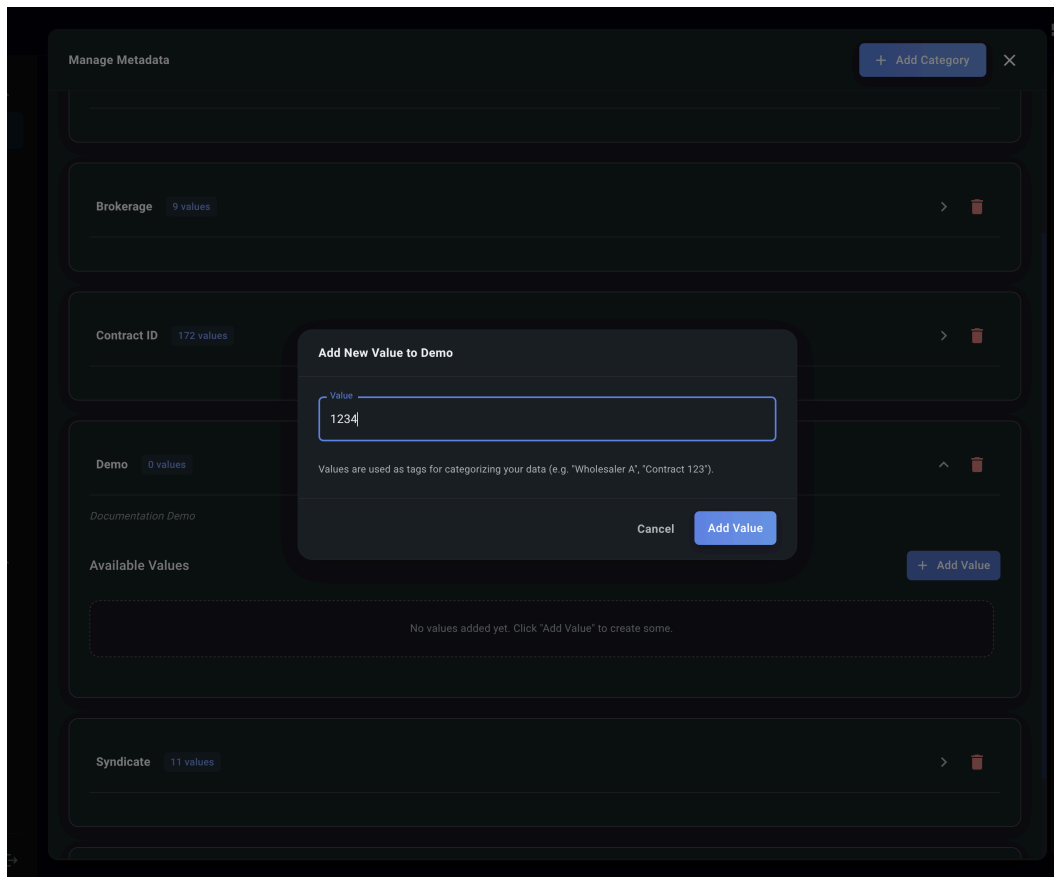 Manage Metadata
+ Add Category
Brokerage 9 values
Contract ID 172 values
Add New Value to Demo
Value
1234
Values are used as tags for categorizing your data (e.g. "Wholesaler A", "Contract 123").
Cancel Add Value
Demo 0 values
Documentation Demo
Available Values
+ Add Value
No values added yet. Click "Add Value" to create some.
Syndicate 11 values